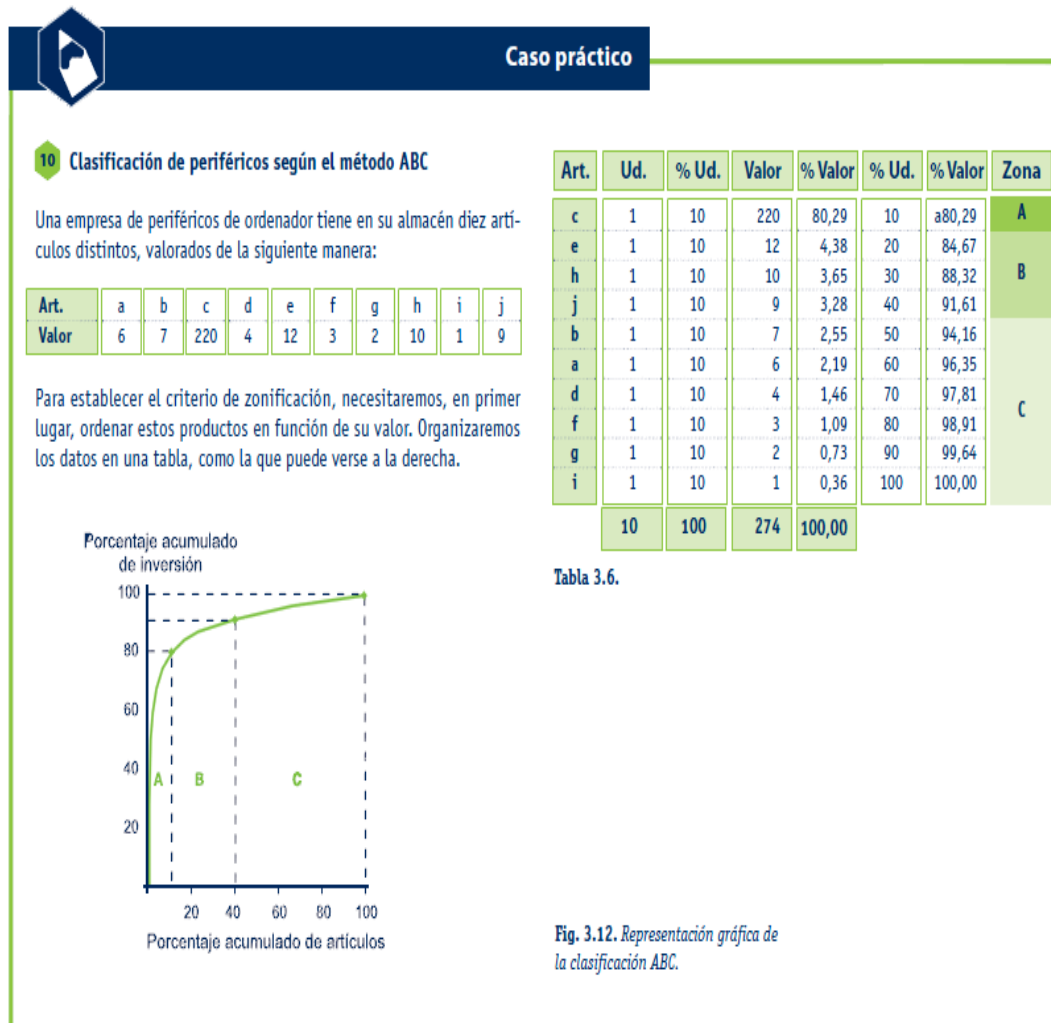 Caso práctico
10 Clasificación de periféricos según el método ABC
Una empresa de periféricos de ordenador tiene en su almacén diez artí-
culos distintos, valorados de la siguiente manera:
Art. a b c d e f g h i j
Valor 6 7 220 4 12 3 2 10 1 9
Para establecer el criterio de zonificación, necesitaremos, en primer
lugar, ordenar estos productos en función de su valor. Organizaremos
los datos en una tabla, como la que puede verse a la derecha.
Art. Ud. % Ud. Valor % Valor % Ud. % Valor Zona
c 1 10 220 80,29 10 a80,29 A
e 1 10 12 4,38 20 84,67
h 1 10 10 3,65 30 88,32 B
j 1 10 9 3,28 40 91,61
b 1 10 7 2,55 50 94,16
a 1 10 6 2,19 60 96,35
d 1 10 4 1,46 70 97,81 C
f 1 10 3 1,09 80 98,91
g 1 10 2 0,73 90 99,64
i 1 10 1 0,36 100 100,00
10 100 274 100,00
Tabla 3.6.
Porcentaje acumulado
de inversión
100
80
60
40
20
A B C
20 40 60 80 100
Porcentaje acumulado de artículos
Fig. 3.12. Representación gráfica de
la clasificación ABC.